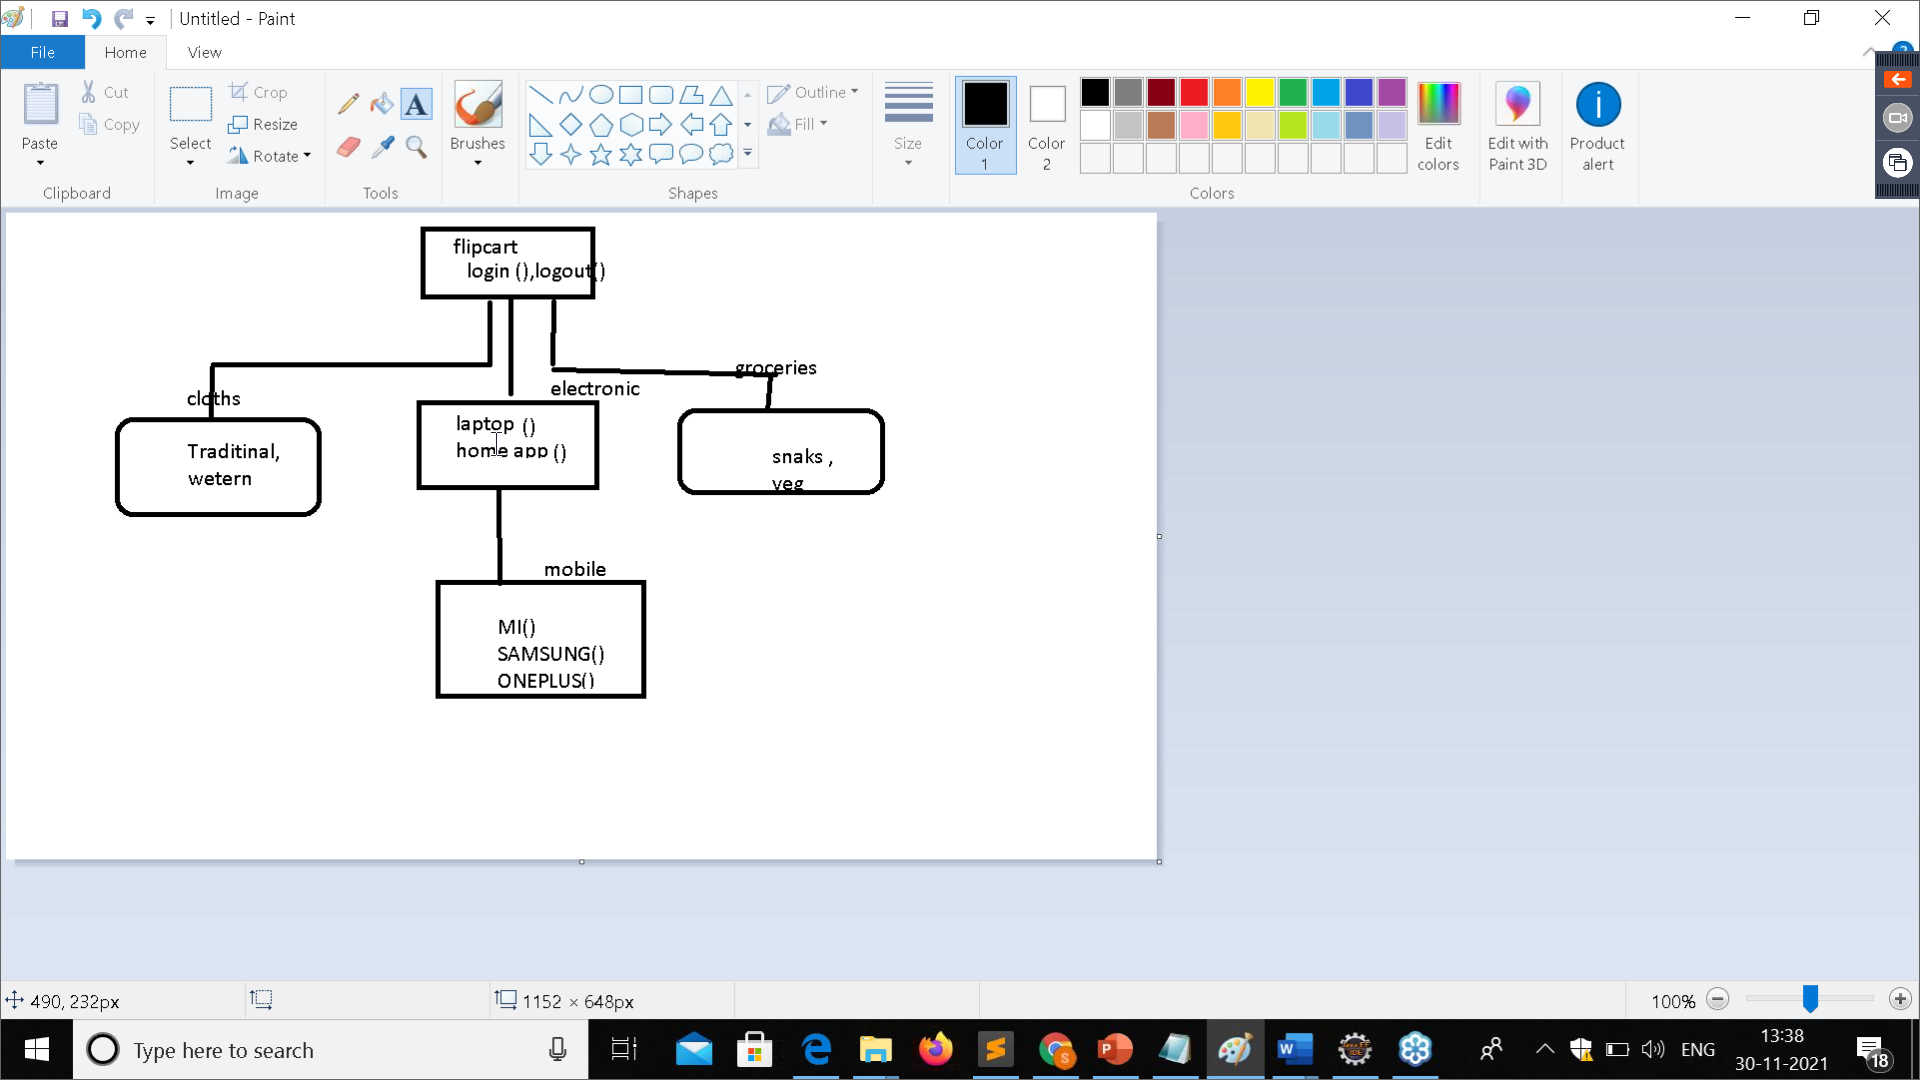 Untitled - Paint
File Home View
Paste
Cut
Copy
Clipboard
Select
Crop
Resize
Rotate
Image
A
Tools
Brushes
Shapes
Outline
Fill
Size
Color 1
Color 2
Edit colors
Colors
Edit with Paint 3D
Product alert
flipcart
login (),logout()
cloths
electronic
groceries
Traditinal,
wetern
laptop ()
home app ()
snaks ,
veg
mobile
MI()
SAMSUNG()
ONEPLUS()
490, 232px
1152 × 648px
100%
Type here to search
ENG
13:38
30-11-2021
18